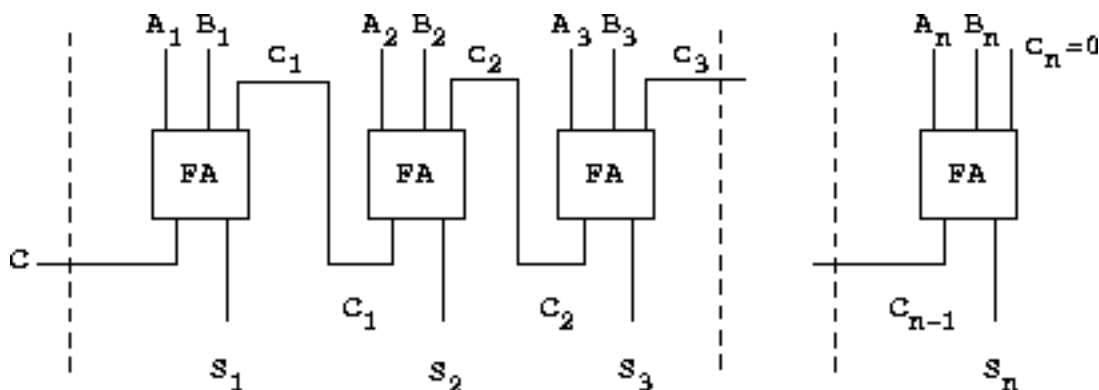 A1 B1 A2 B2 A3 B3 An Bn
C1 C2 C3 Cn=0
FA FA FA FA
C
C1 C2 Cn-1
S1 S2 S3 Sn